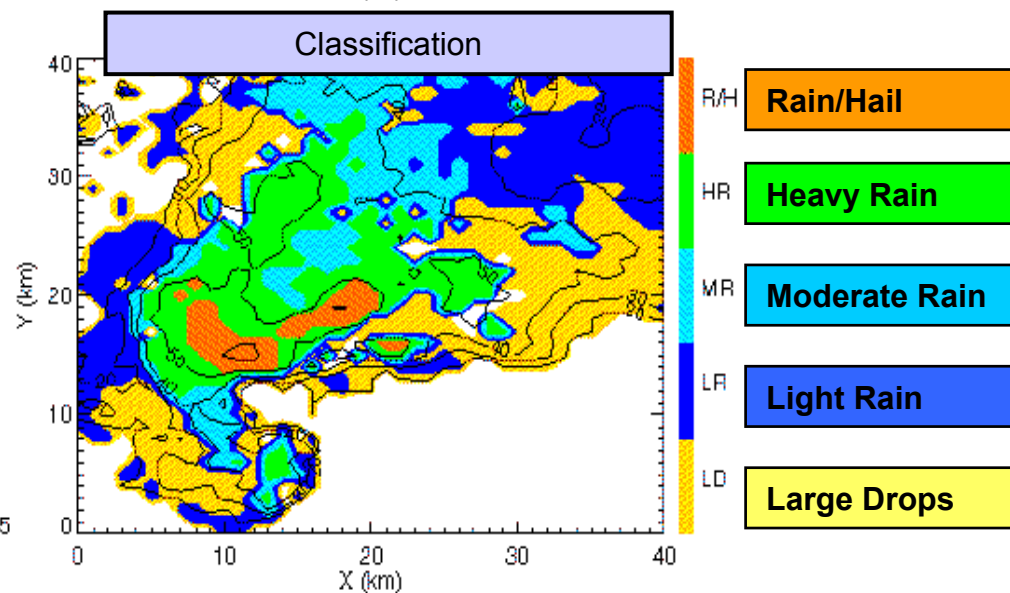 Classification
40
30
20
10
0
5
Y (km)
0 10 20 30 40
X (km)
R/H
HR
MR
LR
LD
Rain/Hail
Heavy Rain
Moderate Rain
Light Rain
Large Drops